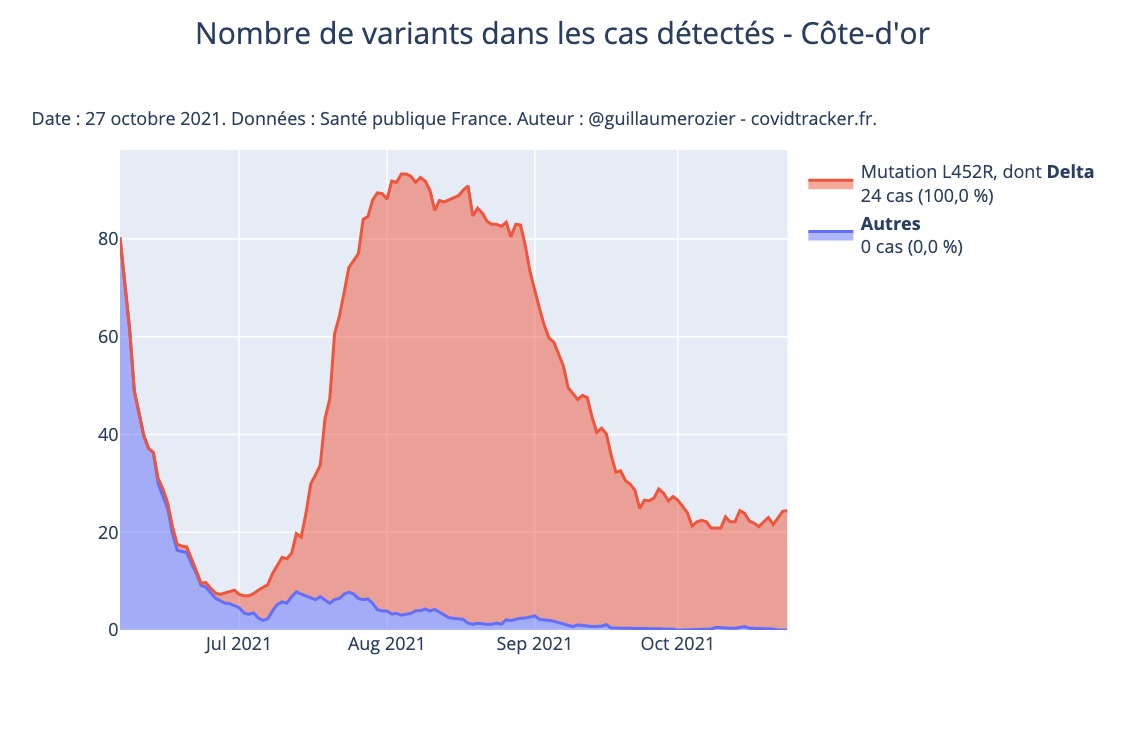 Nombre de variants dans les cas détectés - Côte-d'or
Date : 27 octobre 2021. Données : Santé publique France. Auteur : @guillaumerozier - covidtracker.fr.
Mutation L452R, dont Delta
24 cas (100,0 %)
Autres
0 cas (0,0 %)
80
60
40
20
0
Jul 2021
Aug 2021
Sep 2021
Oct 2021